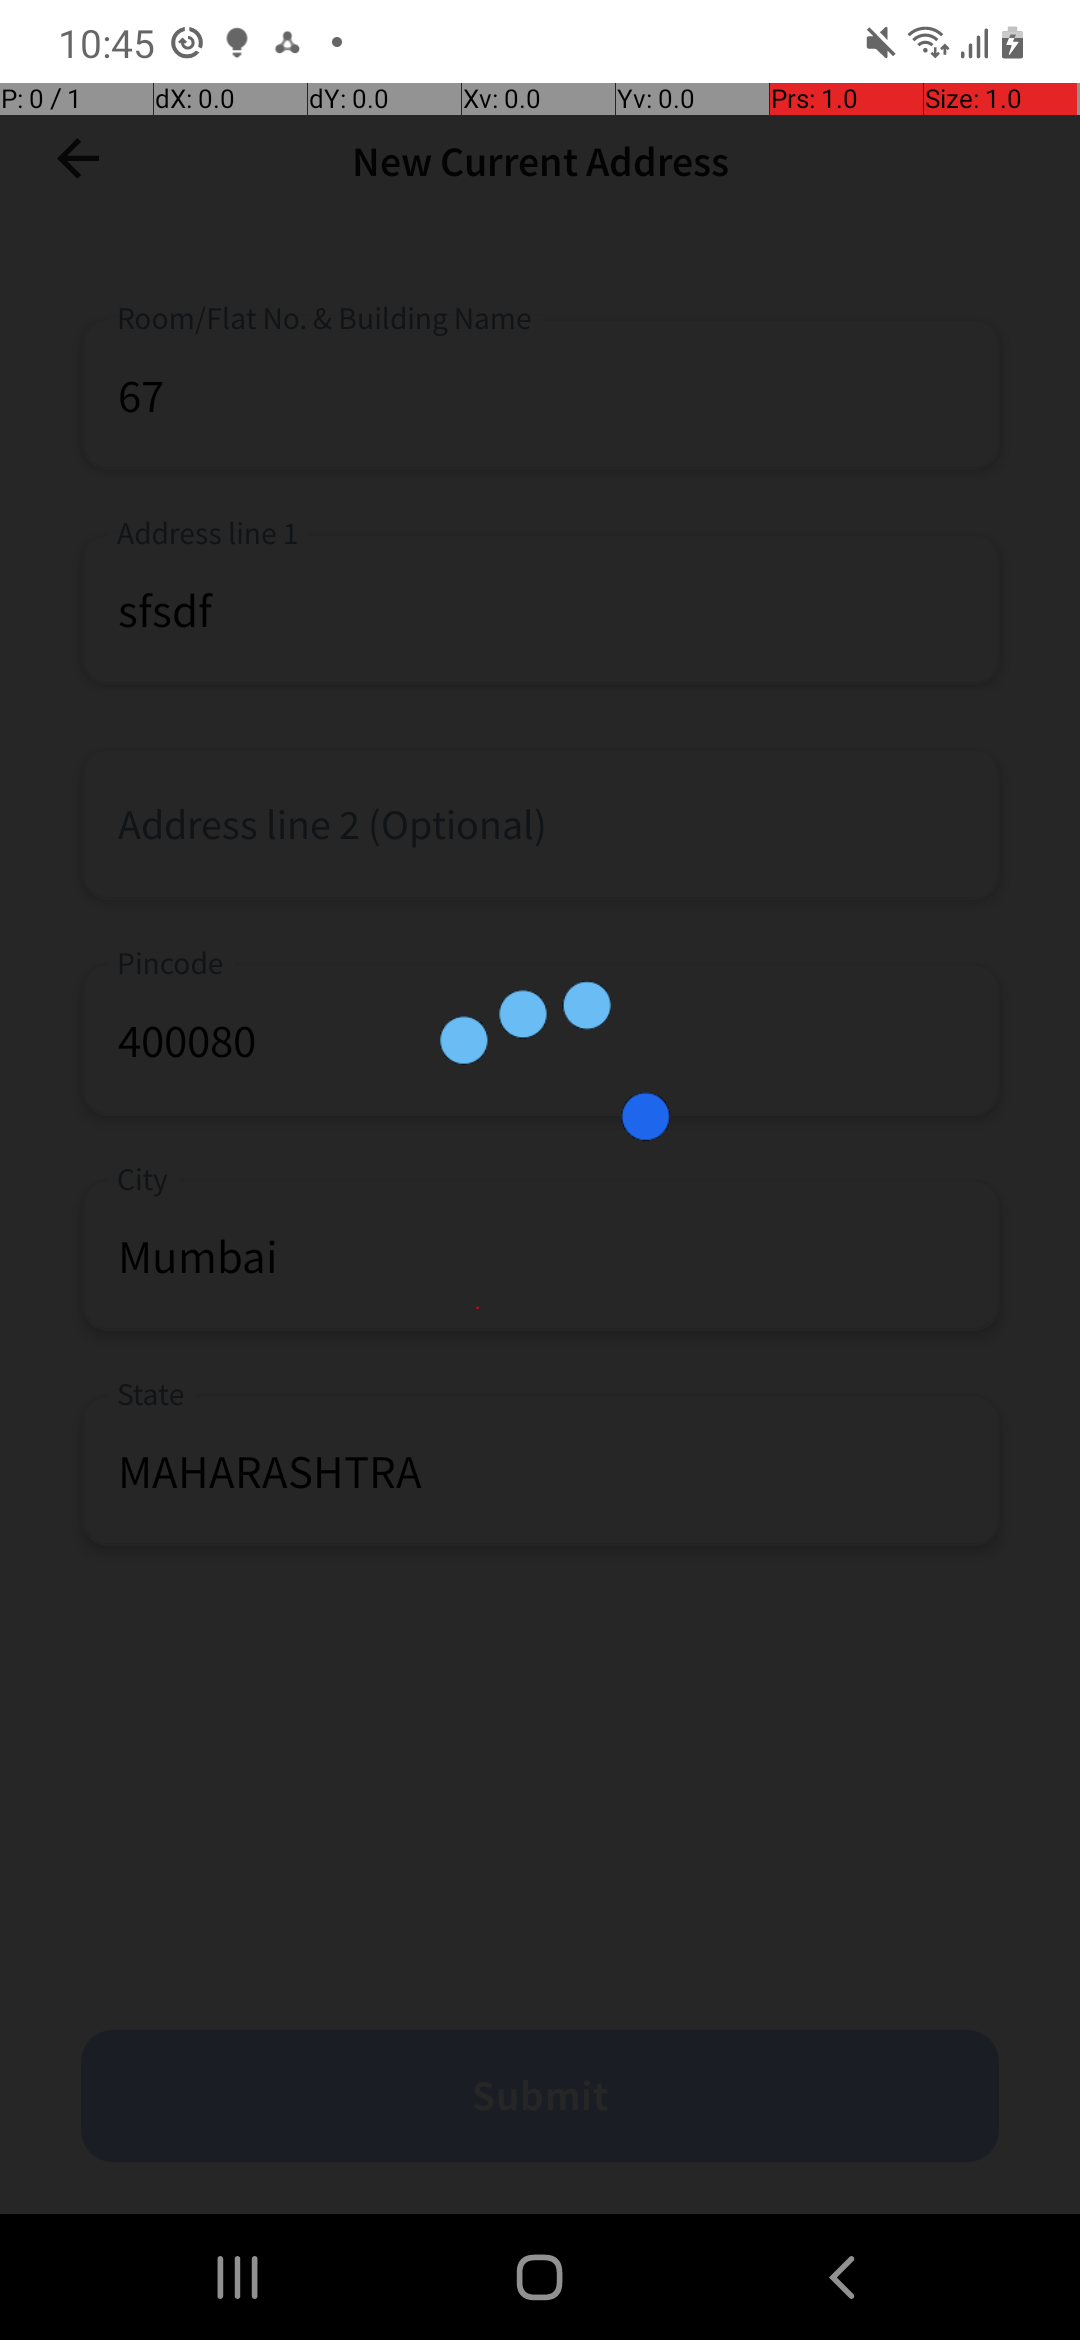 10:45
P: 0 / 1 dX: 0.0 dY: 0.0 Xv: 0.0 Yv: 0.0 Prs: 1.0 Size: 1.0
New Current Address
Room/Flat No. & Building Name
67
Address line 1
sfsdf
Address line 2 (Optional)
Pincode
400080
City
Mumbai
State
MAHARASHTRA
Submit